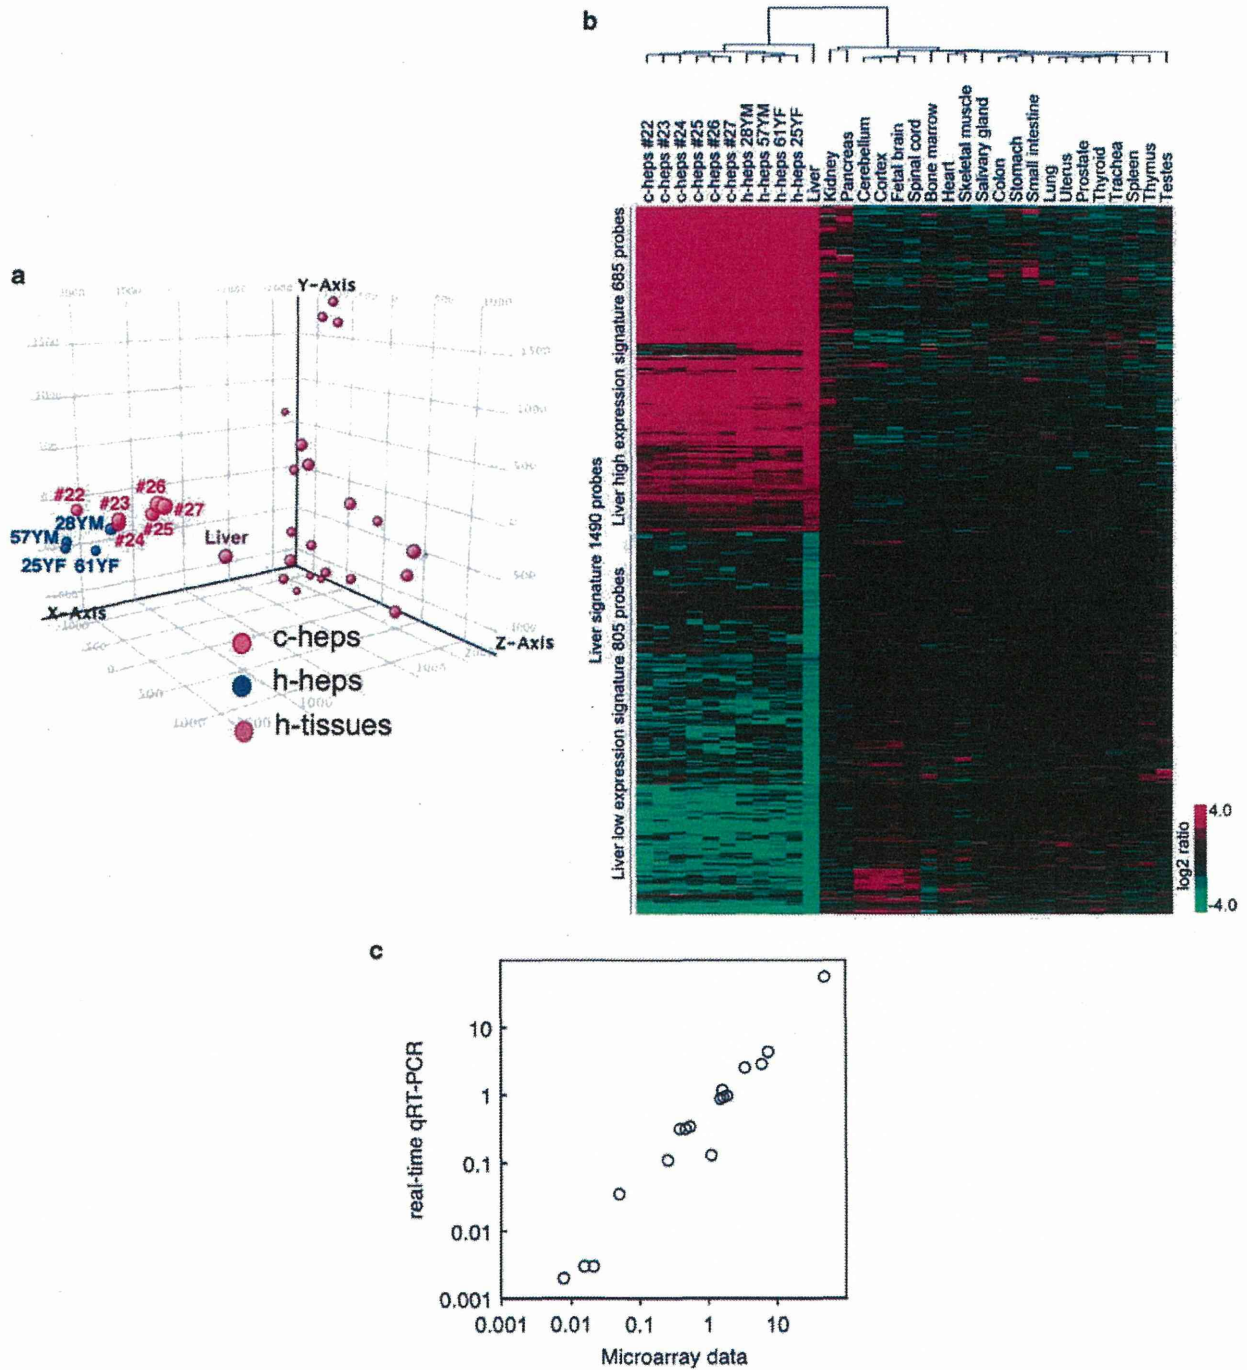 a
Y-Axis
1500
1000
500
#22
#23
#26
#27
28YM
#24
#25
57YM
25YF
61YF
Liver
X-Axis
Z-Axis
c-heps
h-heps
h-tissues
b
c-heps #22
c-heps #23
c-heps #24
c-heps #25
c-heps #26
c-heps #27
h-heps 28YM
h-heps 57YM
h-heps 61YF
h-heps 25YF
Liver
Kidney
Pancreas
Cerebellum
Cortex
Fetal brain
Spinal cord
Bone marrow
Heart
Skeletal muscle
Salivary gland
Colon
Stomach
Small intestine
Lung
Uterus
Prostate
Thyroid
Trachea
Spleen
Thymus
Testes
Liver signature 1490 probes
Liver high expression signature 685 probes
Liver low expression signature 805 probes
log2 ratio
4.0
-4.0
c
real-time qRT-PCR
10
1
0.1
0.01
0.001
0.001 0.01 0.1 1 10
Microarray data